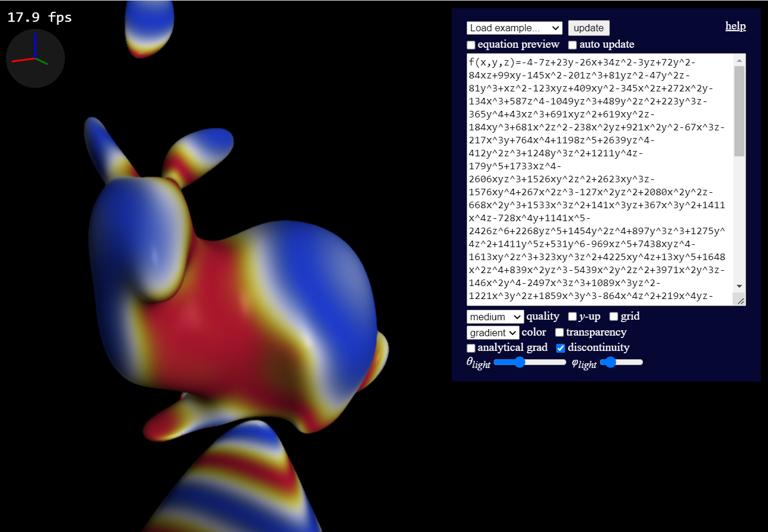 17.9 fps
Load example...
update
help
equation preview
auto update
f(x,y,z)=-4-7z+23y-26x+34z^2-3yz+72y^2-
84xz+99xy-145x^2-201z^3+81yz^2-47y^2z-
81y^3+xz^2-123xyz+409xy^2-345x^2z+272x^2y-
134x^3+587z^4-1049yz^3+489y^2z^2+223y^3z-
365y^4+43xz^3+691xyz^2+619xy^2z-
184xy^3+681x^2z^2-238x^2yz+921x^2y^2-67x^3z-
217x^3y+764x^4+1198z^5+2639yz^4-
412y^2z^3+1248y^3z^2+1211y^4z-
179y^5+1733xz^4-
2606xyz^3+1526xy^2z^2+2623xy^3z-
1576xy^4+267x^2z^3-127x^2yz^2+2080x^2y^2z-
668x^2y^3+1533x^3z^2+141x^3yz+367x^3y^2+1411
x^4z-728x^4y+1141x^5-
2426z^6+2268yz^5+1454y^2z^4+897y^3z^3+1275y^
4z^2+1411y^5z+531y^6-969xz^5+7438xyz^4-
1613xy^2z^3+323xy^3z^2+4225xy^4z+13xy^5+1648
x^2z^4+839x^2yz^3-5439x^2y^2z^2+3971x^2y^3z-
146x^2y^4-2497x^3z^3+1089x^3yz^2-
1221x^3y^2z+1859x^3y^3-864x^4z^2+219x^4yz-
medium
quality
y-up
grid
gradient
color
transparency
analytical grad
discontinuity
θlight
φlight